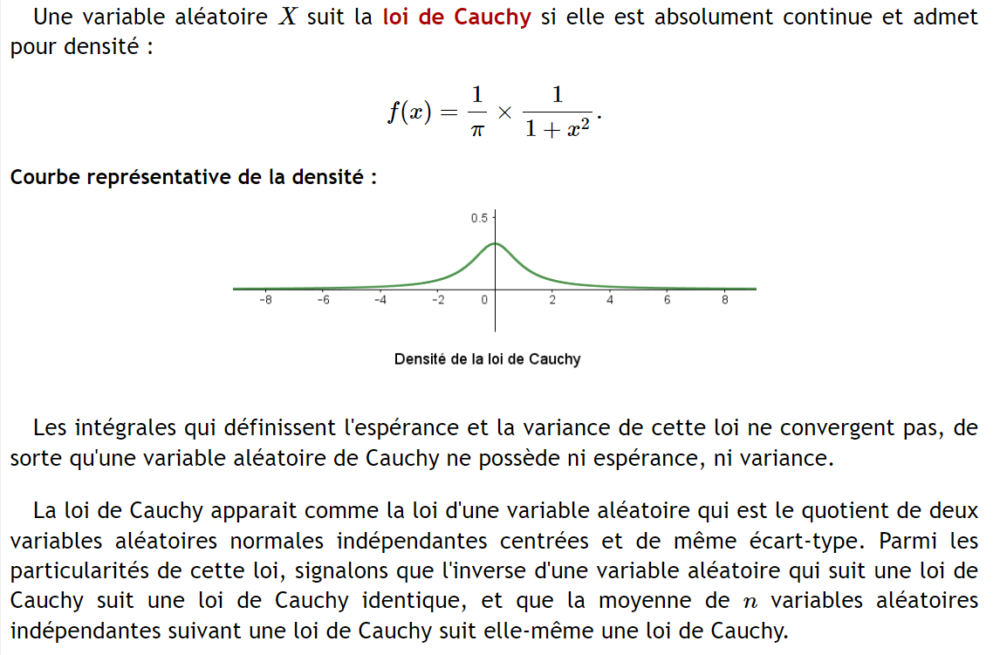 Une variable aléatoire X suit la loi de Cauchy si elle est absolument continue et admet
pour densité :
f(x) = 1/π × 1/(1 + x²).
Courbe représentative de la densité :
0.5
-8 -6 -4 -2 0 2 4 6 8
Densité de la loi de Cauchy
Les intégrales qui définissent l'espérance et la variance de cette loi ne convergent pas, de
sorte qu'une variable aléatoire de Cauchy ne possède ni espérance, ni variance.
La loi de Cauchy apparait comme la loi d'une variable aléatoire qui est le quotient de deux
variables aléatoires normales indépendantes centrées et de même écart-type. Parmi les
particularités de cette loi, signalons que l'inverse d'une variable aléatoire qui suit une loi de
Cauchy suit une loi de Cauchy identique, et que la moyenne de n variables aléatoires
indépendantes suivant une loi de Cauchy suit elle-même une loi de Cauchy.